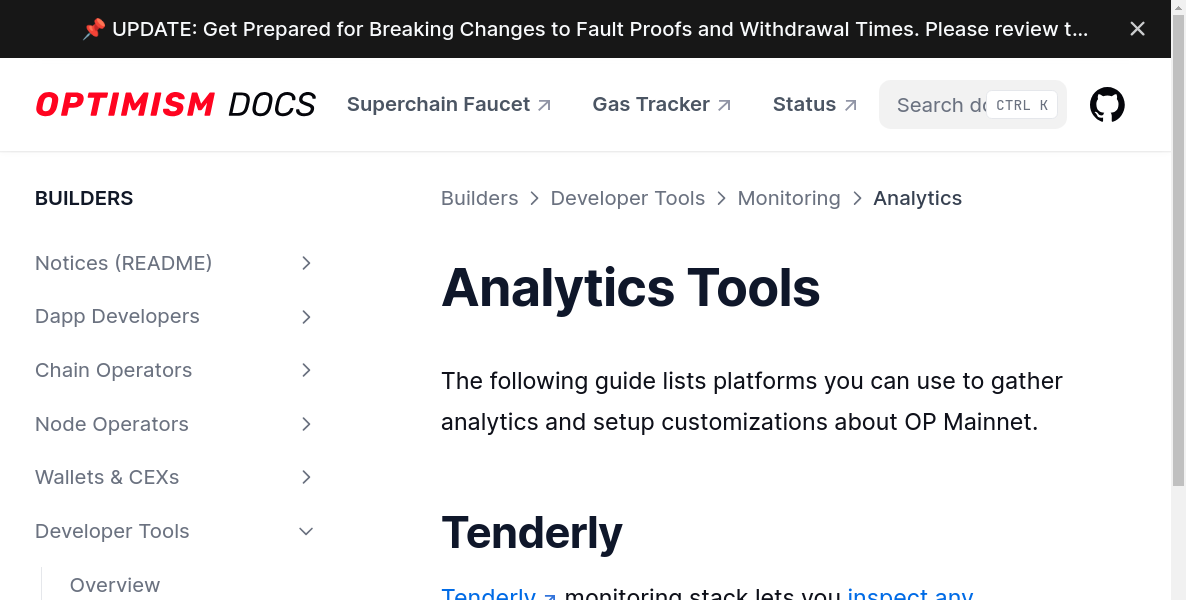 📌 UPDATE: Get Prepared for Breaking Changes to Fault Proofs and Withdrawal Times. Please review t...
OPTIMISM DOCS
Superchain Faucet
Gas Tracker
Status
Search do
CTRL K
BUILDERS
Notices (README)
Dapp Developers
Chain Operators
Node Operators
Wallets & CEXs
Developer Tools
Overview
Builders > Developer Tools > Monitoring > Analytics
Analytics Tools
The following guide lists platforms you can use to gather
analytics and setup customizations about OP Mainnet.
Tenderly
Tenderly monitoring stack lets you inspect any